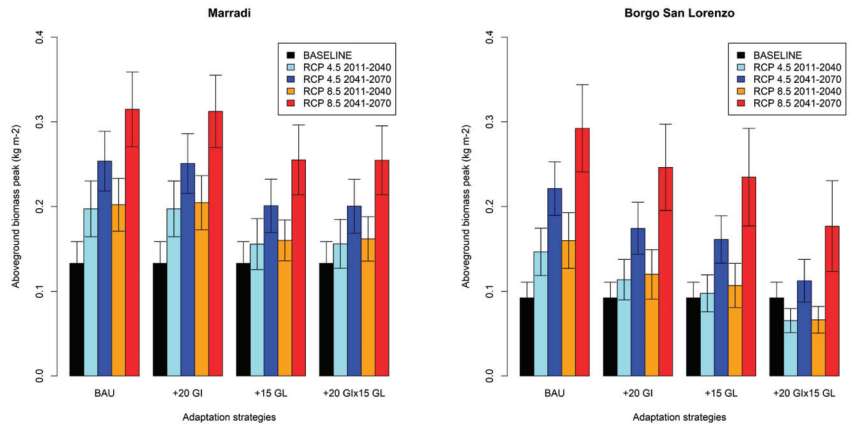 Marradi
Aboveground biomass peak (kg m-2)
0.4
0.3
0.2
0.1
0.0
BASELINE
RCP 4.5 2011-2040
RCP 4.5 2041-2070
RCP 8.5 2011-2040
RCP 8.5 2041-2070
BAU
+20 GI
+15 GL
+20 GIx15 GL
Adaptation strategies
Borgo San Lorenzo
Aboveground biomass peak (kg m-2)
0.4
0.3
0.2
0.1
0.0
BASELINE
RCP 4.5 2011-2040
RCP 4.5 2041-2070
RCP 8.5 2011-2040
RCP 8.5 2041-2070
BAU
+20 GI
+15 GL
+20 GIx15 GL
Adaptation strategies